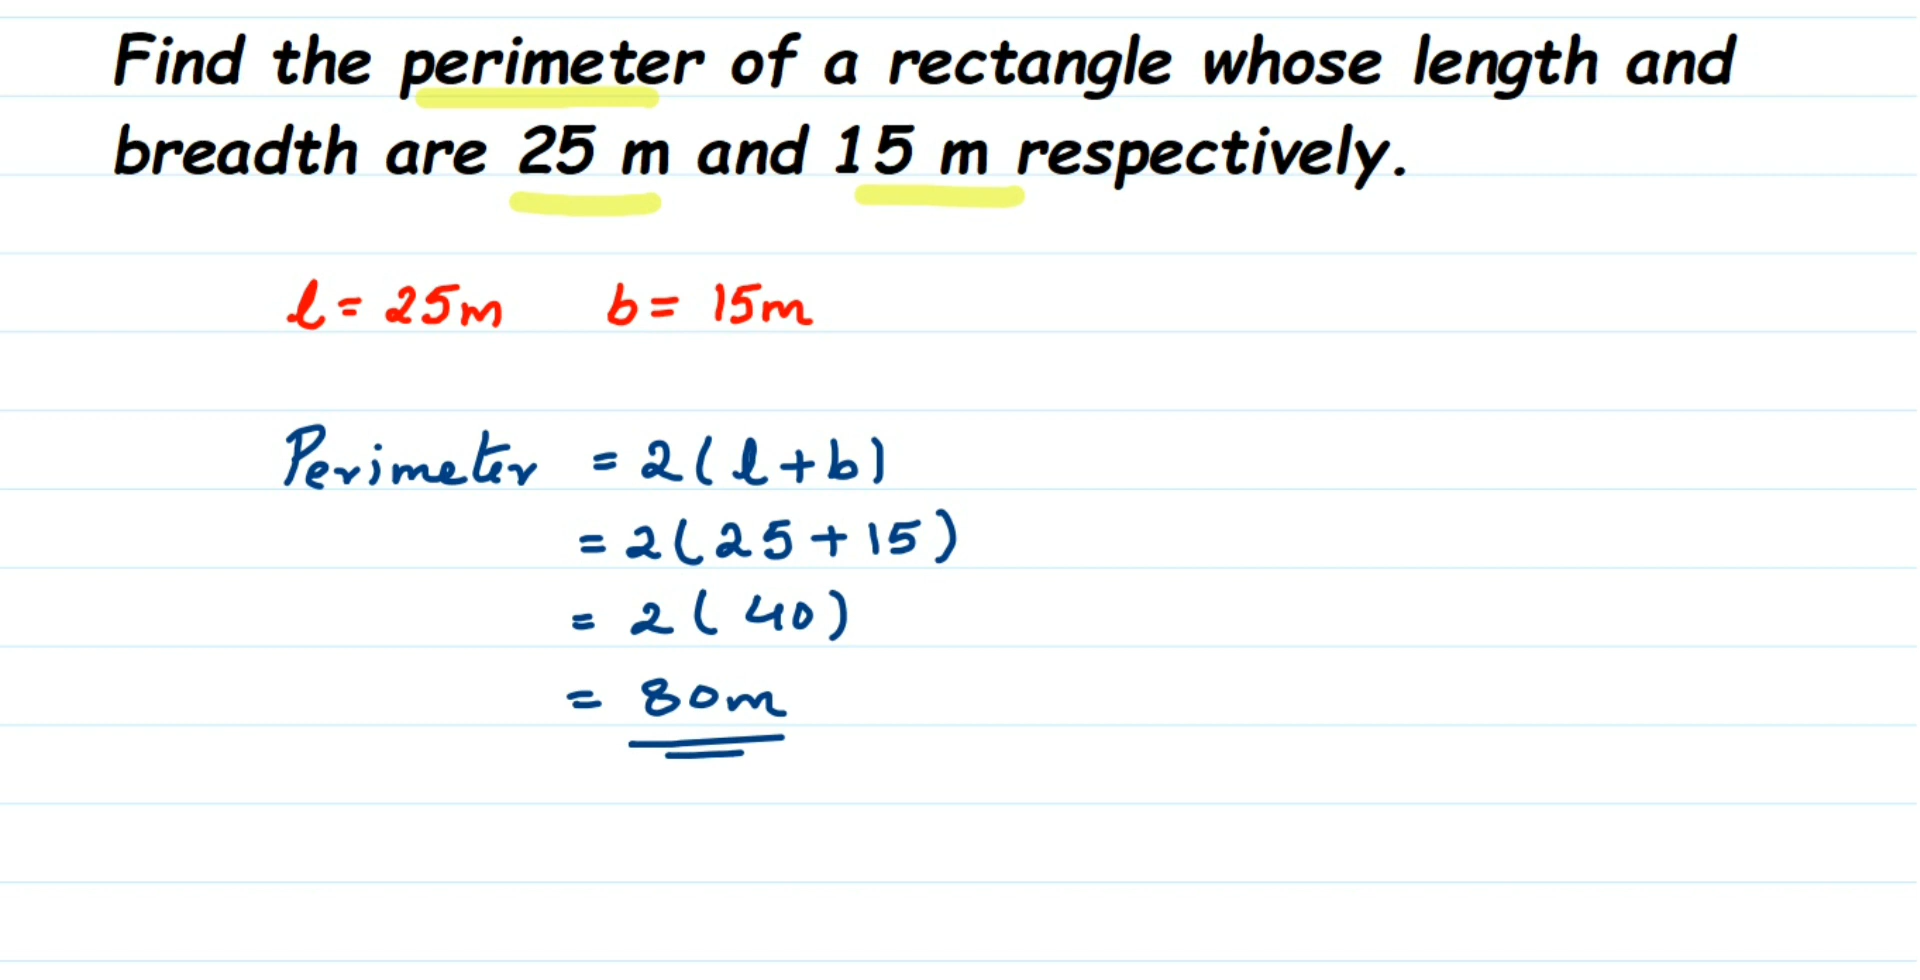 Find the perimeter of a rectangle whose length and
breadth are 25 m and 15 m respectively.
l = 25m b = 15m
Perimeter = 2(l+b)
= 2(25+15)
= 2(40)
= 80m